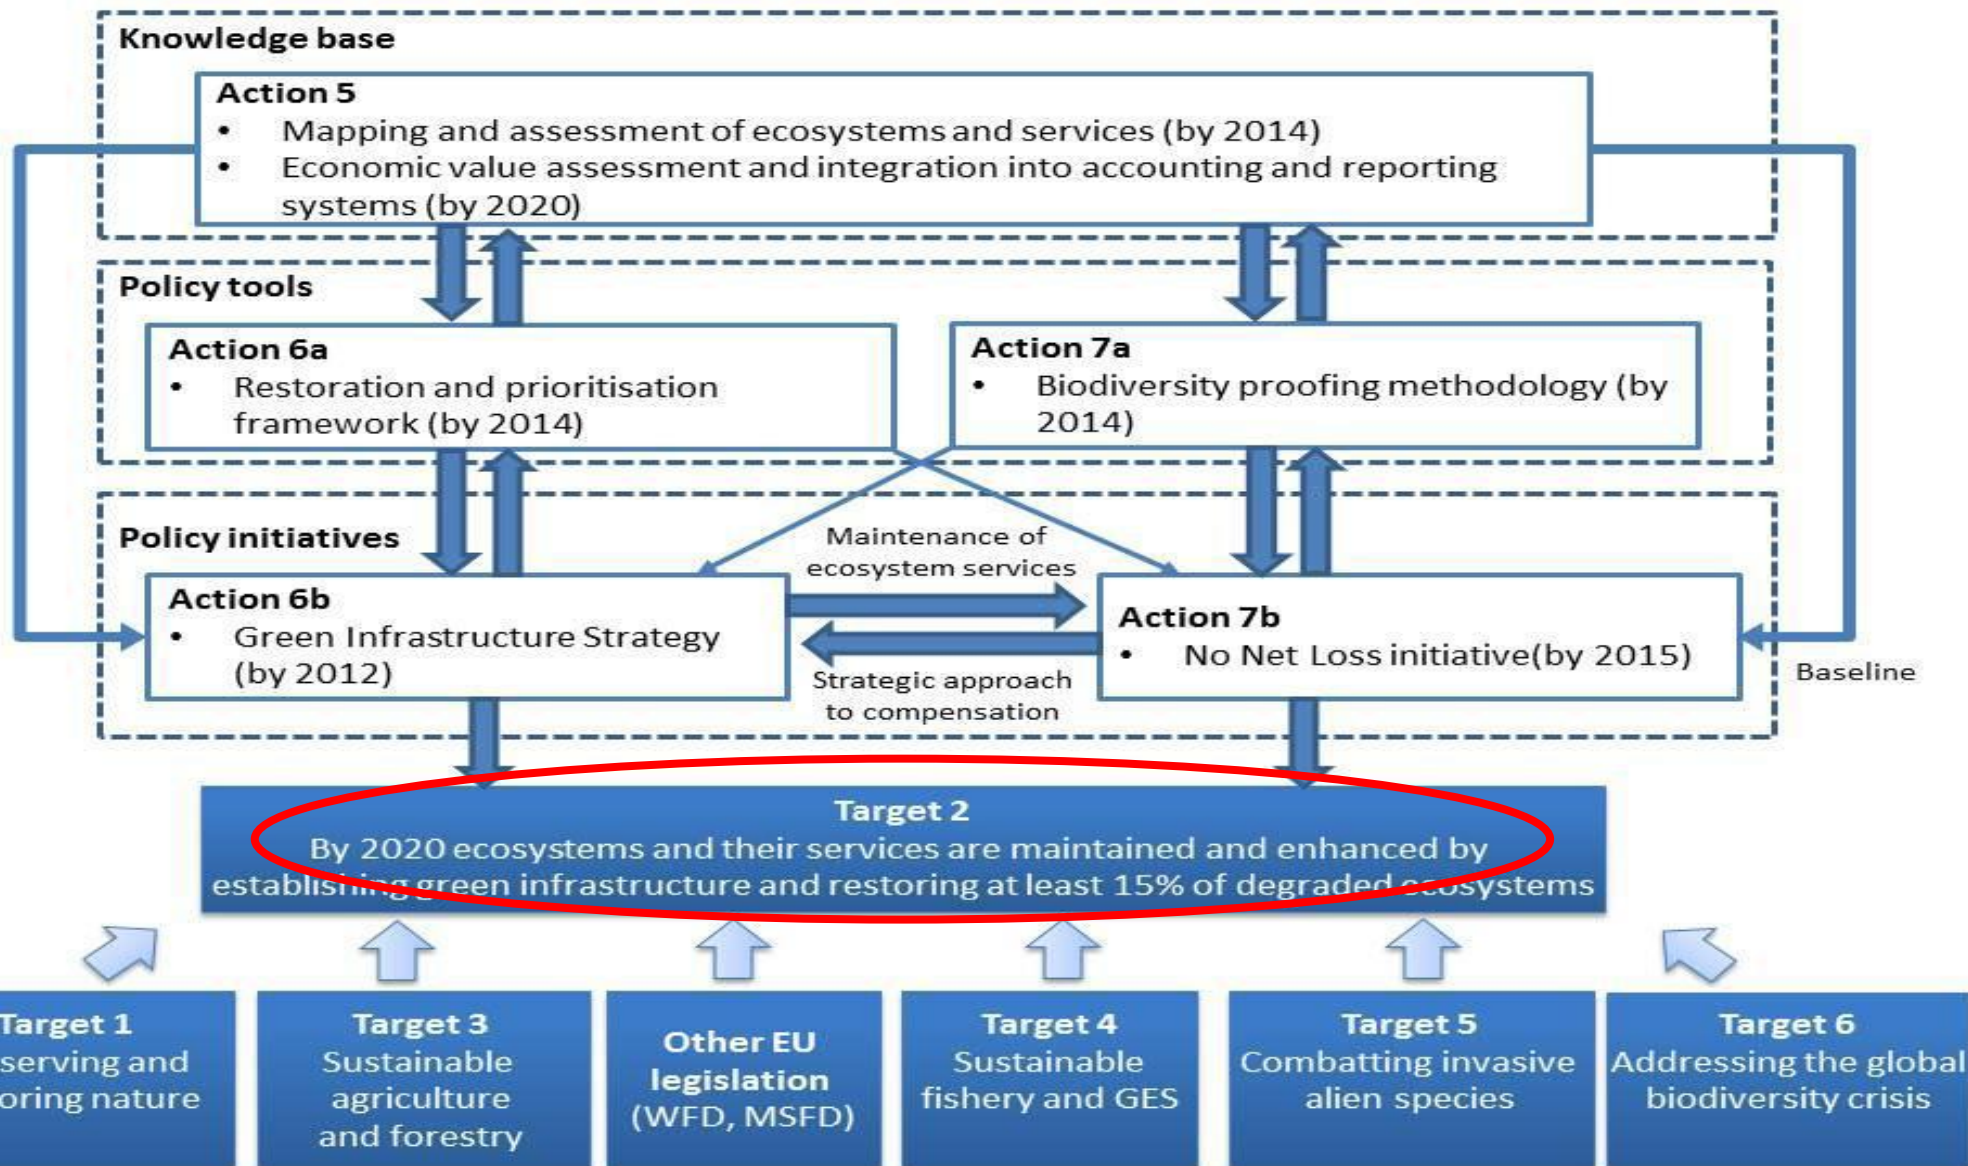 Knowledge base
Action 5
• Mapping and assessment of ecosystems and services (by 2014)
• Economic value assessment and integration into accounting and reporting
systems (by 2020)
Policy tools
Action 6a
• Restoration and prioritisation
framework (by 2014)
Action 7a
• Biodiversity proofing methodology (by
2014)
Policy initiatives
Maintenance of
ecosystem services
Action 6b
• Green Infrastructure Strategy
(by 2012)
Action 7b
• No Net Loss initiative(by 2015)
Strategic approach
to compensation
Baseline
Target 2
By 2020 ecosystems and their services are maintained and enhanced by
establishing green infrastructure and restoring at least 15% of degraded ecosystems
Target 1
serving and
oring nature
Target 3
Sustainable
agriculture
and forestry
Other EU
legislation
(WFD, MSFD)
Target 4
Sustainable
fishery and GES
Target 5
Combatting invasive
alien species
Target 6
Addressing the global
biodiversity crisis